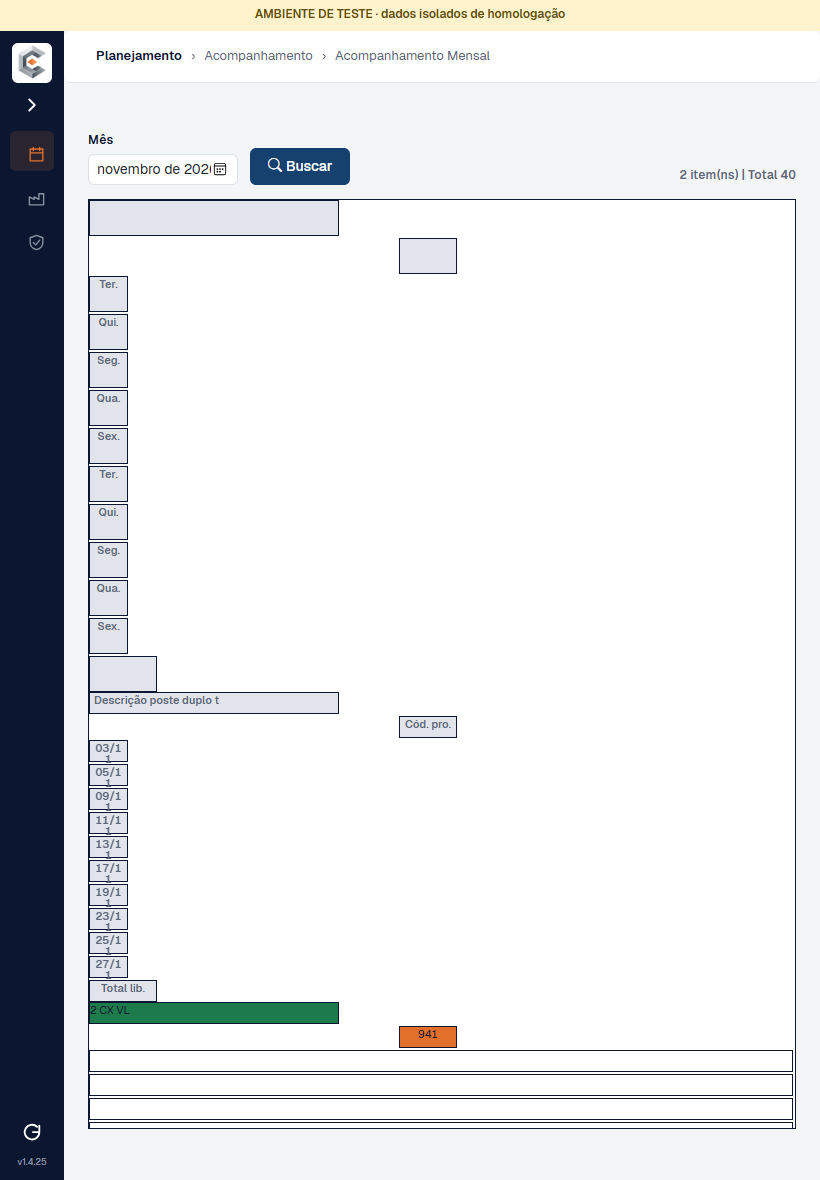 AMBIENTE DE TESTE · dados isolados de homologação
Planejamento › Acompanhamento › Acompanhamento Mensal
Mês
novembro de 202
Buscar
2 item(ns) | Total 40
Ter.
Qui.
Seg.
Qua.
Sex.
Ter.
Qui.
Seg.
Qua.
Sex.
Descrição poste duplo t
Cód. pro.
03/1
1
05/1
1
09/1
1
11/1
1
13/1
1
17/1
1
19/1
1
23/1
1
25/1
1
27/1
1
Total lib.
2 CX VL
941
v1.4.25